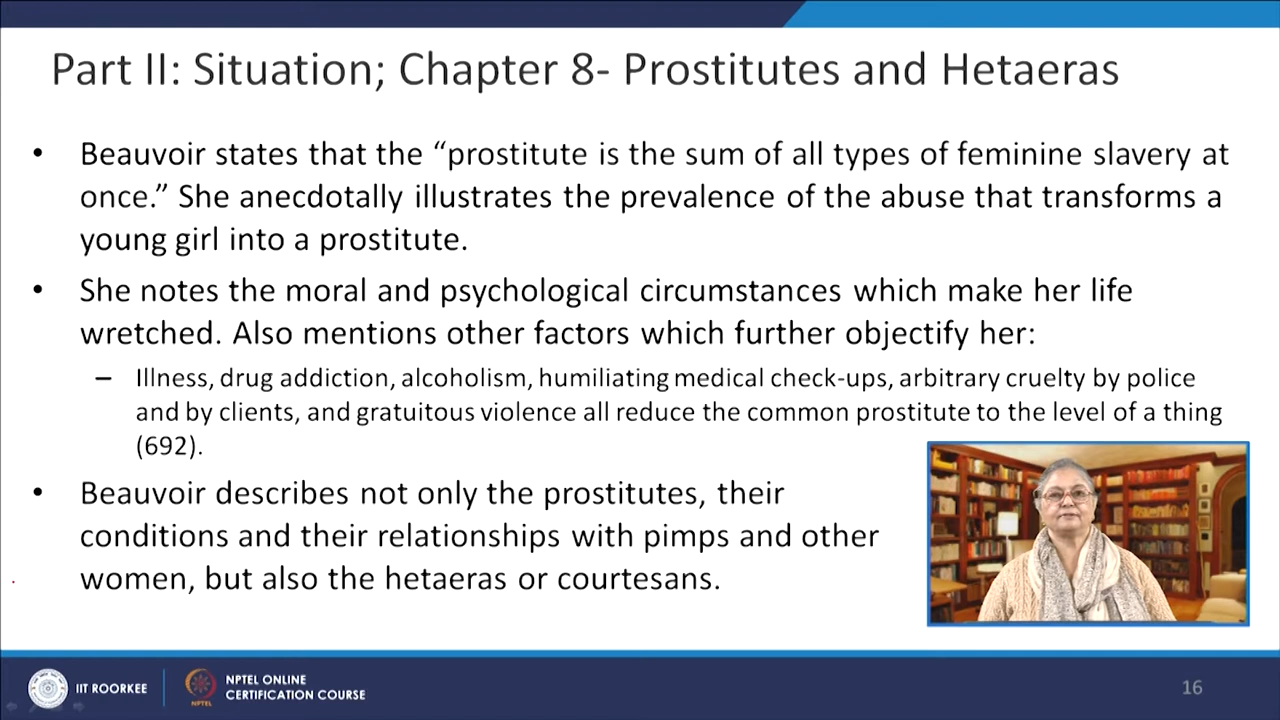 Part II: Situation; Chapter 8- Prostitutes and Hetaeras
• Beauvoir states that the “prostitute is the sum of all types of feminine slavery at
once.” She anecdotally illustrates the prevalence of the abuse that transforms a
young girl into a prostitute.
• She notes the moral and psychological circumstances which make her life
wretched. Also mentions other factors which further objectify her:
– Illness, drug addiction, alcoholism, humiliating medical check-ups, arbitrary cruelty by police
and by clients, and gratuitous violence all reduce the common prostitute to the level of a thing
(692).
• Beauvoir describes not only the prostitutes, their
conditions and their relationships with pimps and other
women, but also the hetaeras or courtesans.
IIT ROORKEE
NPTEL
NPTEL ONLINE
CERTIFICATION COURSE
16